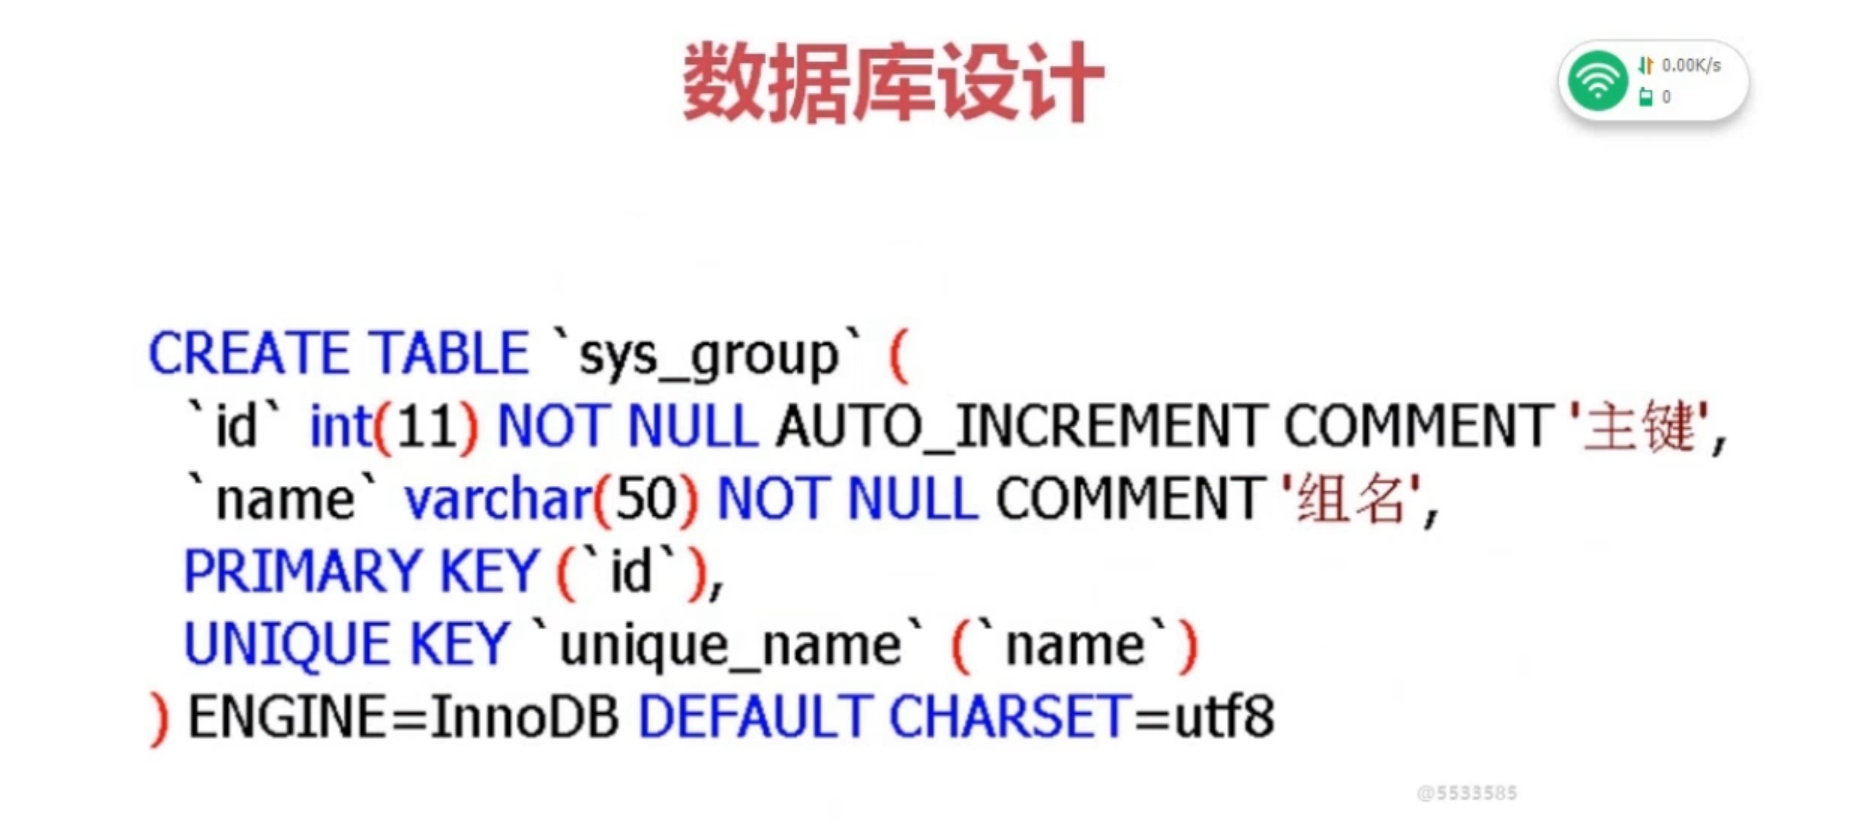 数据库设计
0.00K/s
0
CREATE TABLE `sys_group` (
`id` int(11) NOT NULL AUTO_INCREMENT COMMENT '主键',
`name` varchar(50) NOT NULL COMMENT '组名',
PRIMARY KEY (`id`),
UNIQUE KEY `unique_name` (`name`)
) ENGINE=InnoDB DEFAULT CHARSET=utf8
@5533585